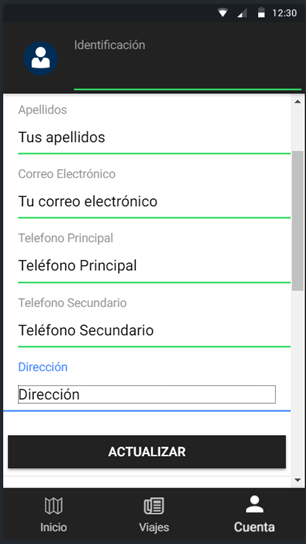 12:30
Identificación
Apellidos
Tus apellidos
Correo Electrónico
Tu correo electrónico
Telefono Principal
Teléfono Principal
Telefono Secundario
Teléfono Secundario
Dirección
Dirección
ACTUALIZAR
Inicio Viajes Cuenta